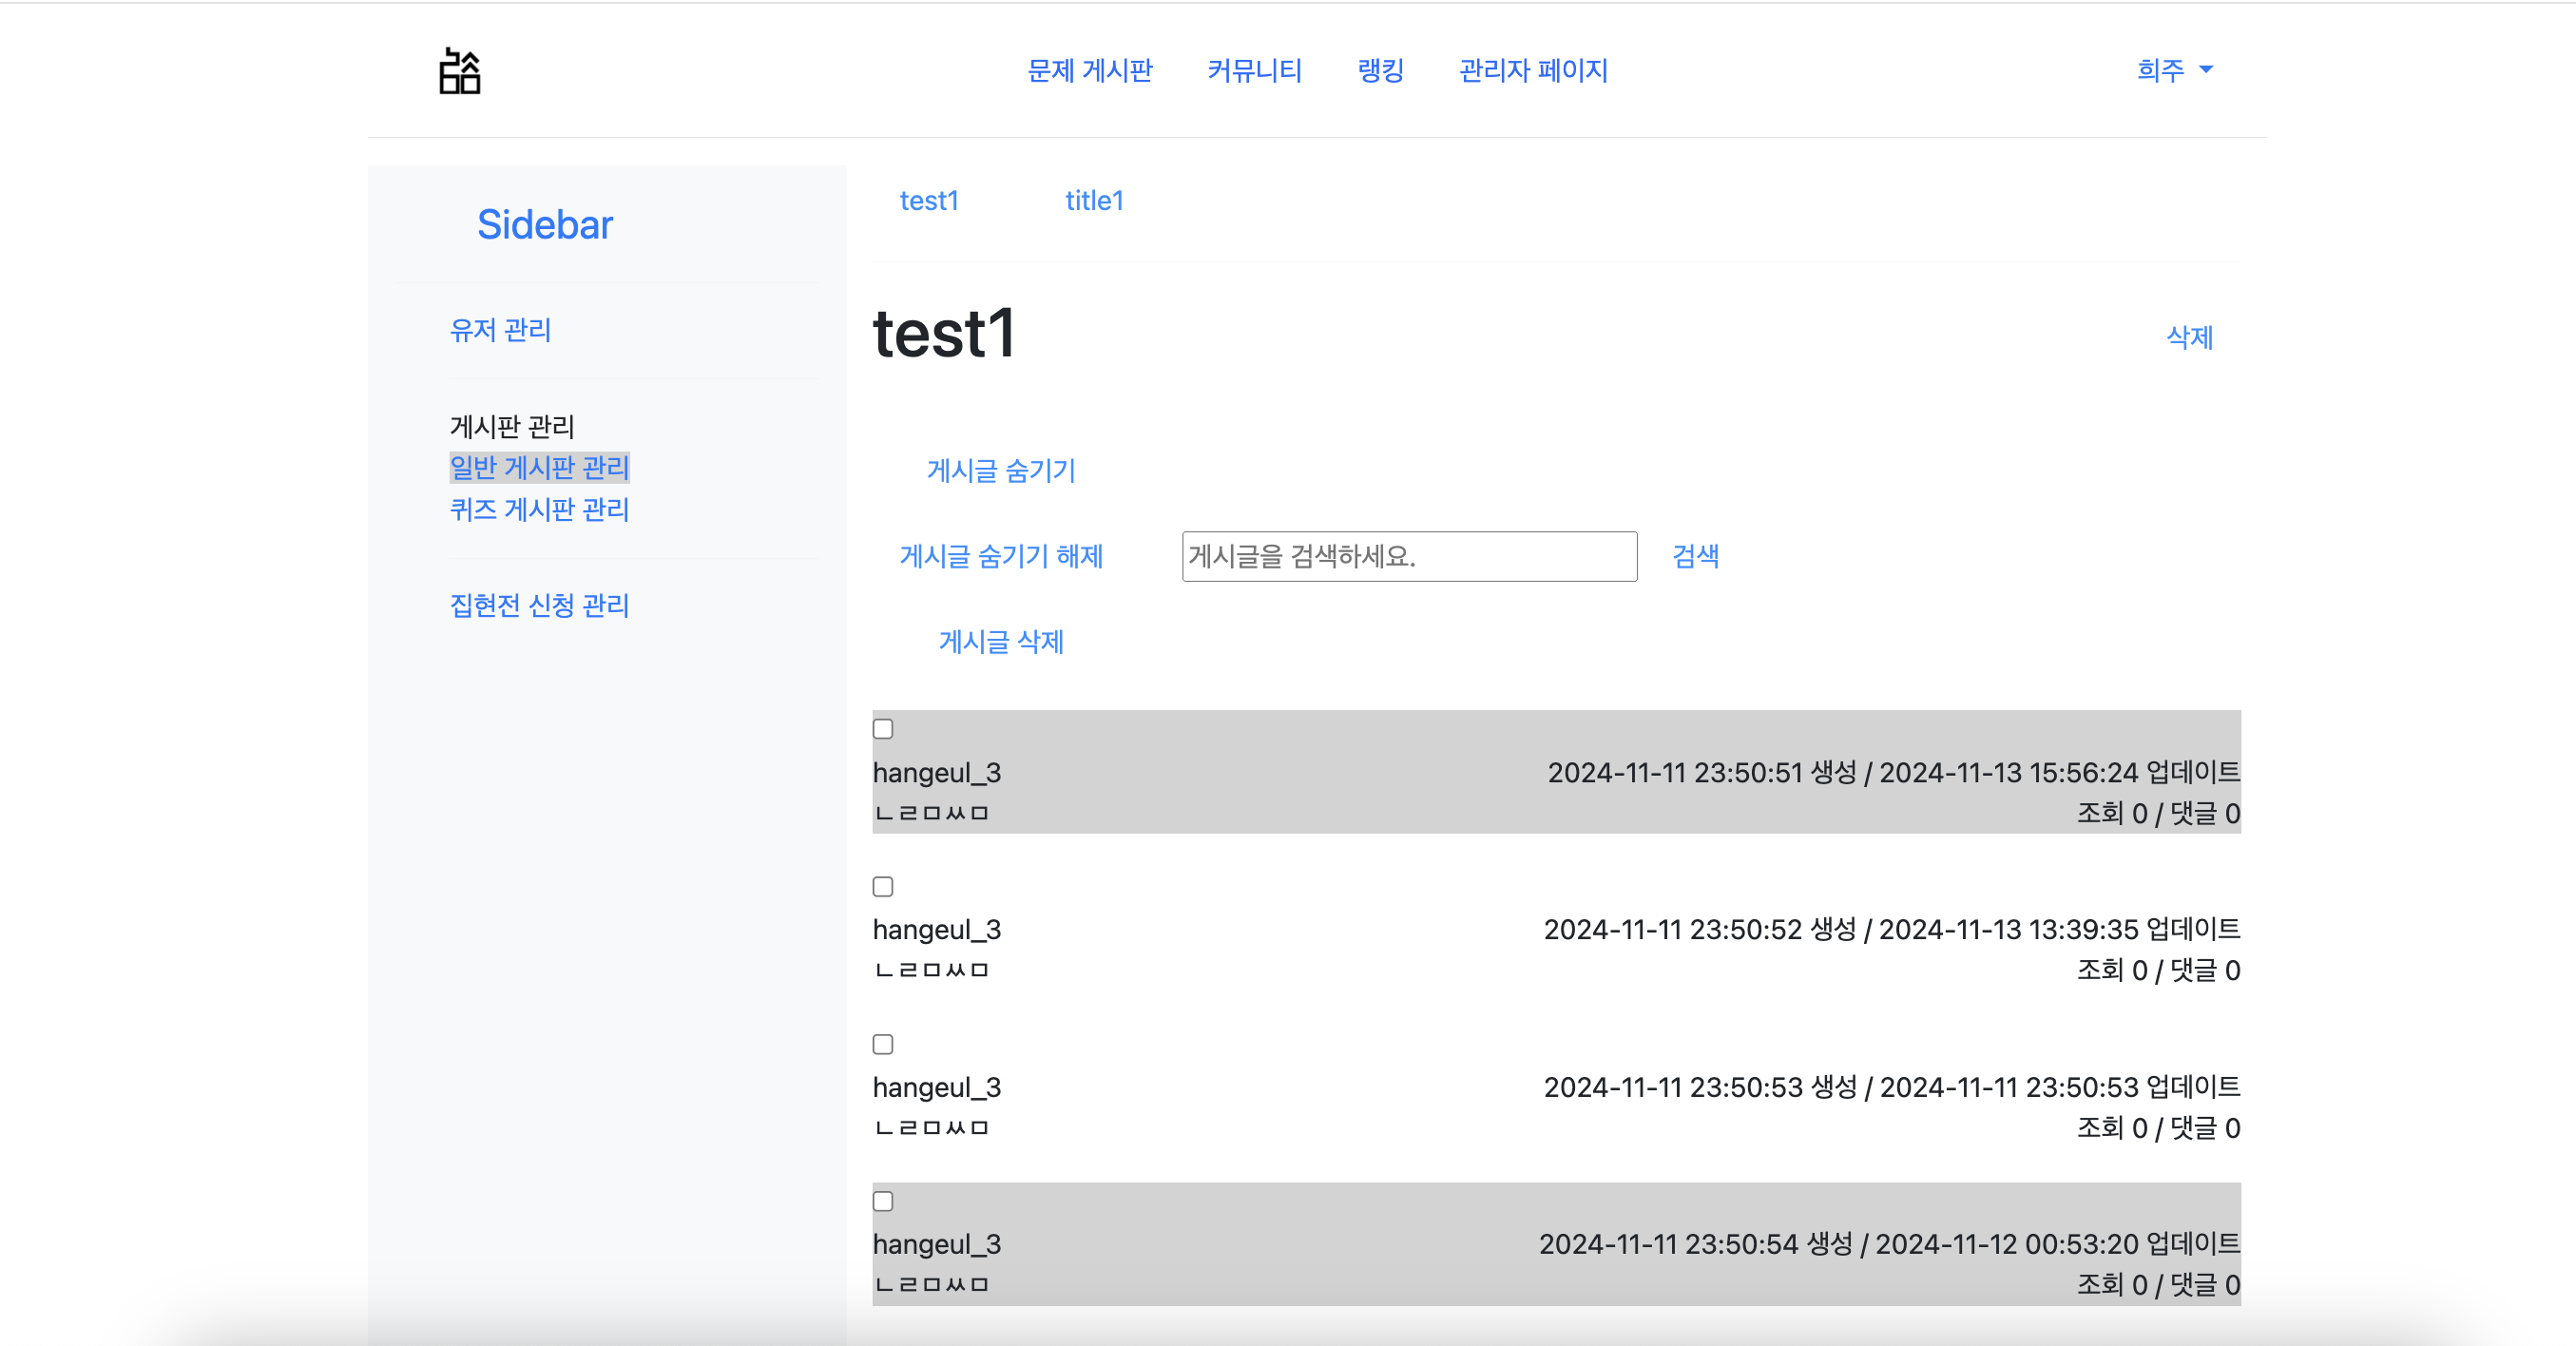 문제 게시판 커뮤니티 랭킹 관리자 페이지 희주
Sidebar
유저 관리
게시판 관리
일반 게시판 관리
퀴즈 게시판 관리
집현전 신청 관리
test1 title1
test1 삭제
게시글 숨기기
게시글 숨기기 해제 게시글을 검색하세요. 검색
게시글 삭제
hangeul_3 2024-11-11 23:50:51 생성 / 2024-11-13 15:56:24 업데이트
ㄴㄹㅁㅆㅁ 조회 0 / 댓글 0
hangeul_3 2024-11-11 23:50:52 생성 / 2024-11-13 13:39:35 업데이트
ㄴㄹㅁㅆㅁ 조회 0 / 댓글 0
hangeul_3 2024-11-11 23:50:53 생성 / 2024-11-11 23:50:53 업데이트
ㄴㄹㅁㅆㅁ 조회 0 / 댓글 0
hangeul_3 2024-11-11 23:50:54 생성 / 2024-11-12 00:53:20 업데이트
ㄴㄹㅁㅆㅁ 조회 0 / 댓글 0